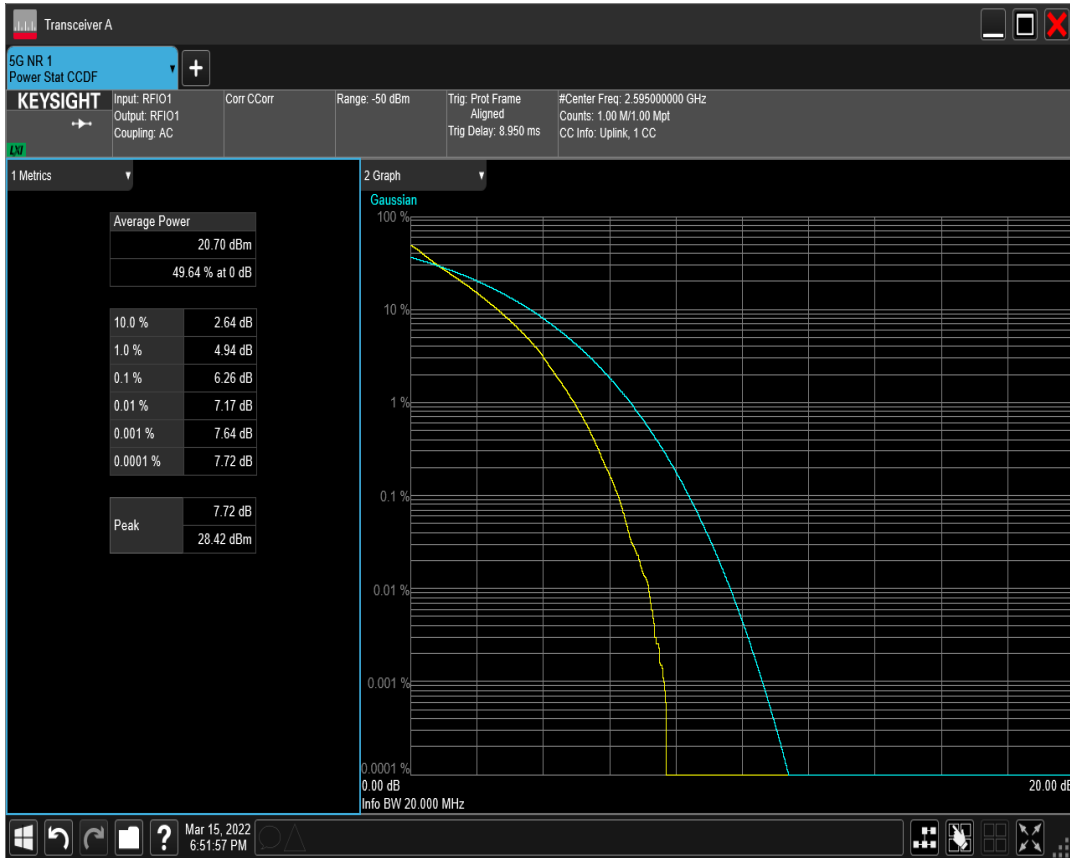 Transceiver A
5G NR 1
Power Stat CCDF
+
KEYSIGHT
LXI
Input: RFIO1
Output: RFIO1
Coupling: AC
Corr CCorr
Range: -50 dBm
Trig: Prot Frame
Aligned
Trig Delay: 8.950 ms
#Center Freq: 2.595000000 GHz
Counts: 1.00 M/1.00 Mpt
CC Info: Uplink, 1 CC
1 Metrics
Average Power
20.70 dBm
49.64 % at 0 dB
10.0 % 2.64 dB
1.0 % 4.94 dB
0.1 % 6.26 dB
0.01 % 7.17 dB
0.001 % 7.64 dB
0.0001 % 7.72 dB
Peak
7.72 dB
28.42 dBm
2 Graph
Gaussian
100 %
10 %
1 %
0.1 %
0.01 %
0.001 %
0.0001 %
0.00 dB 20.00 dB
Info BW 20.000 MHz
?
Mar 15, 2022
6:51:57 PM